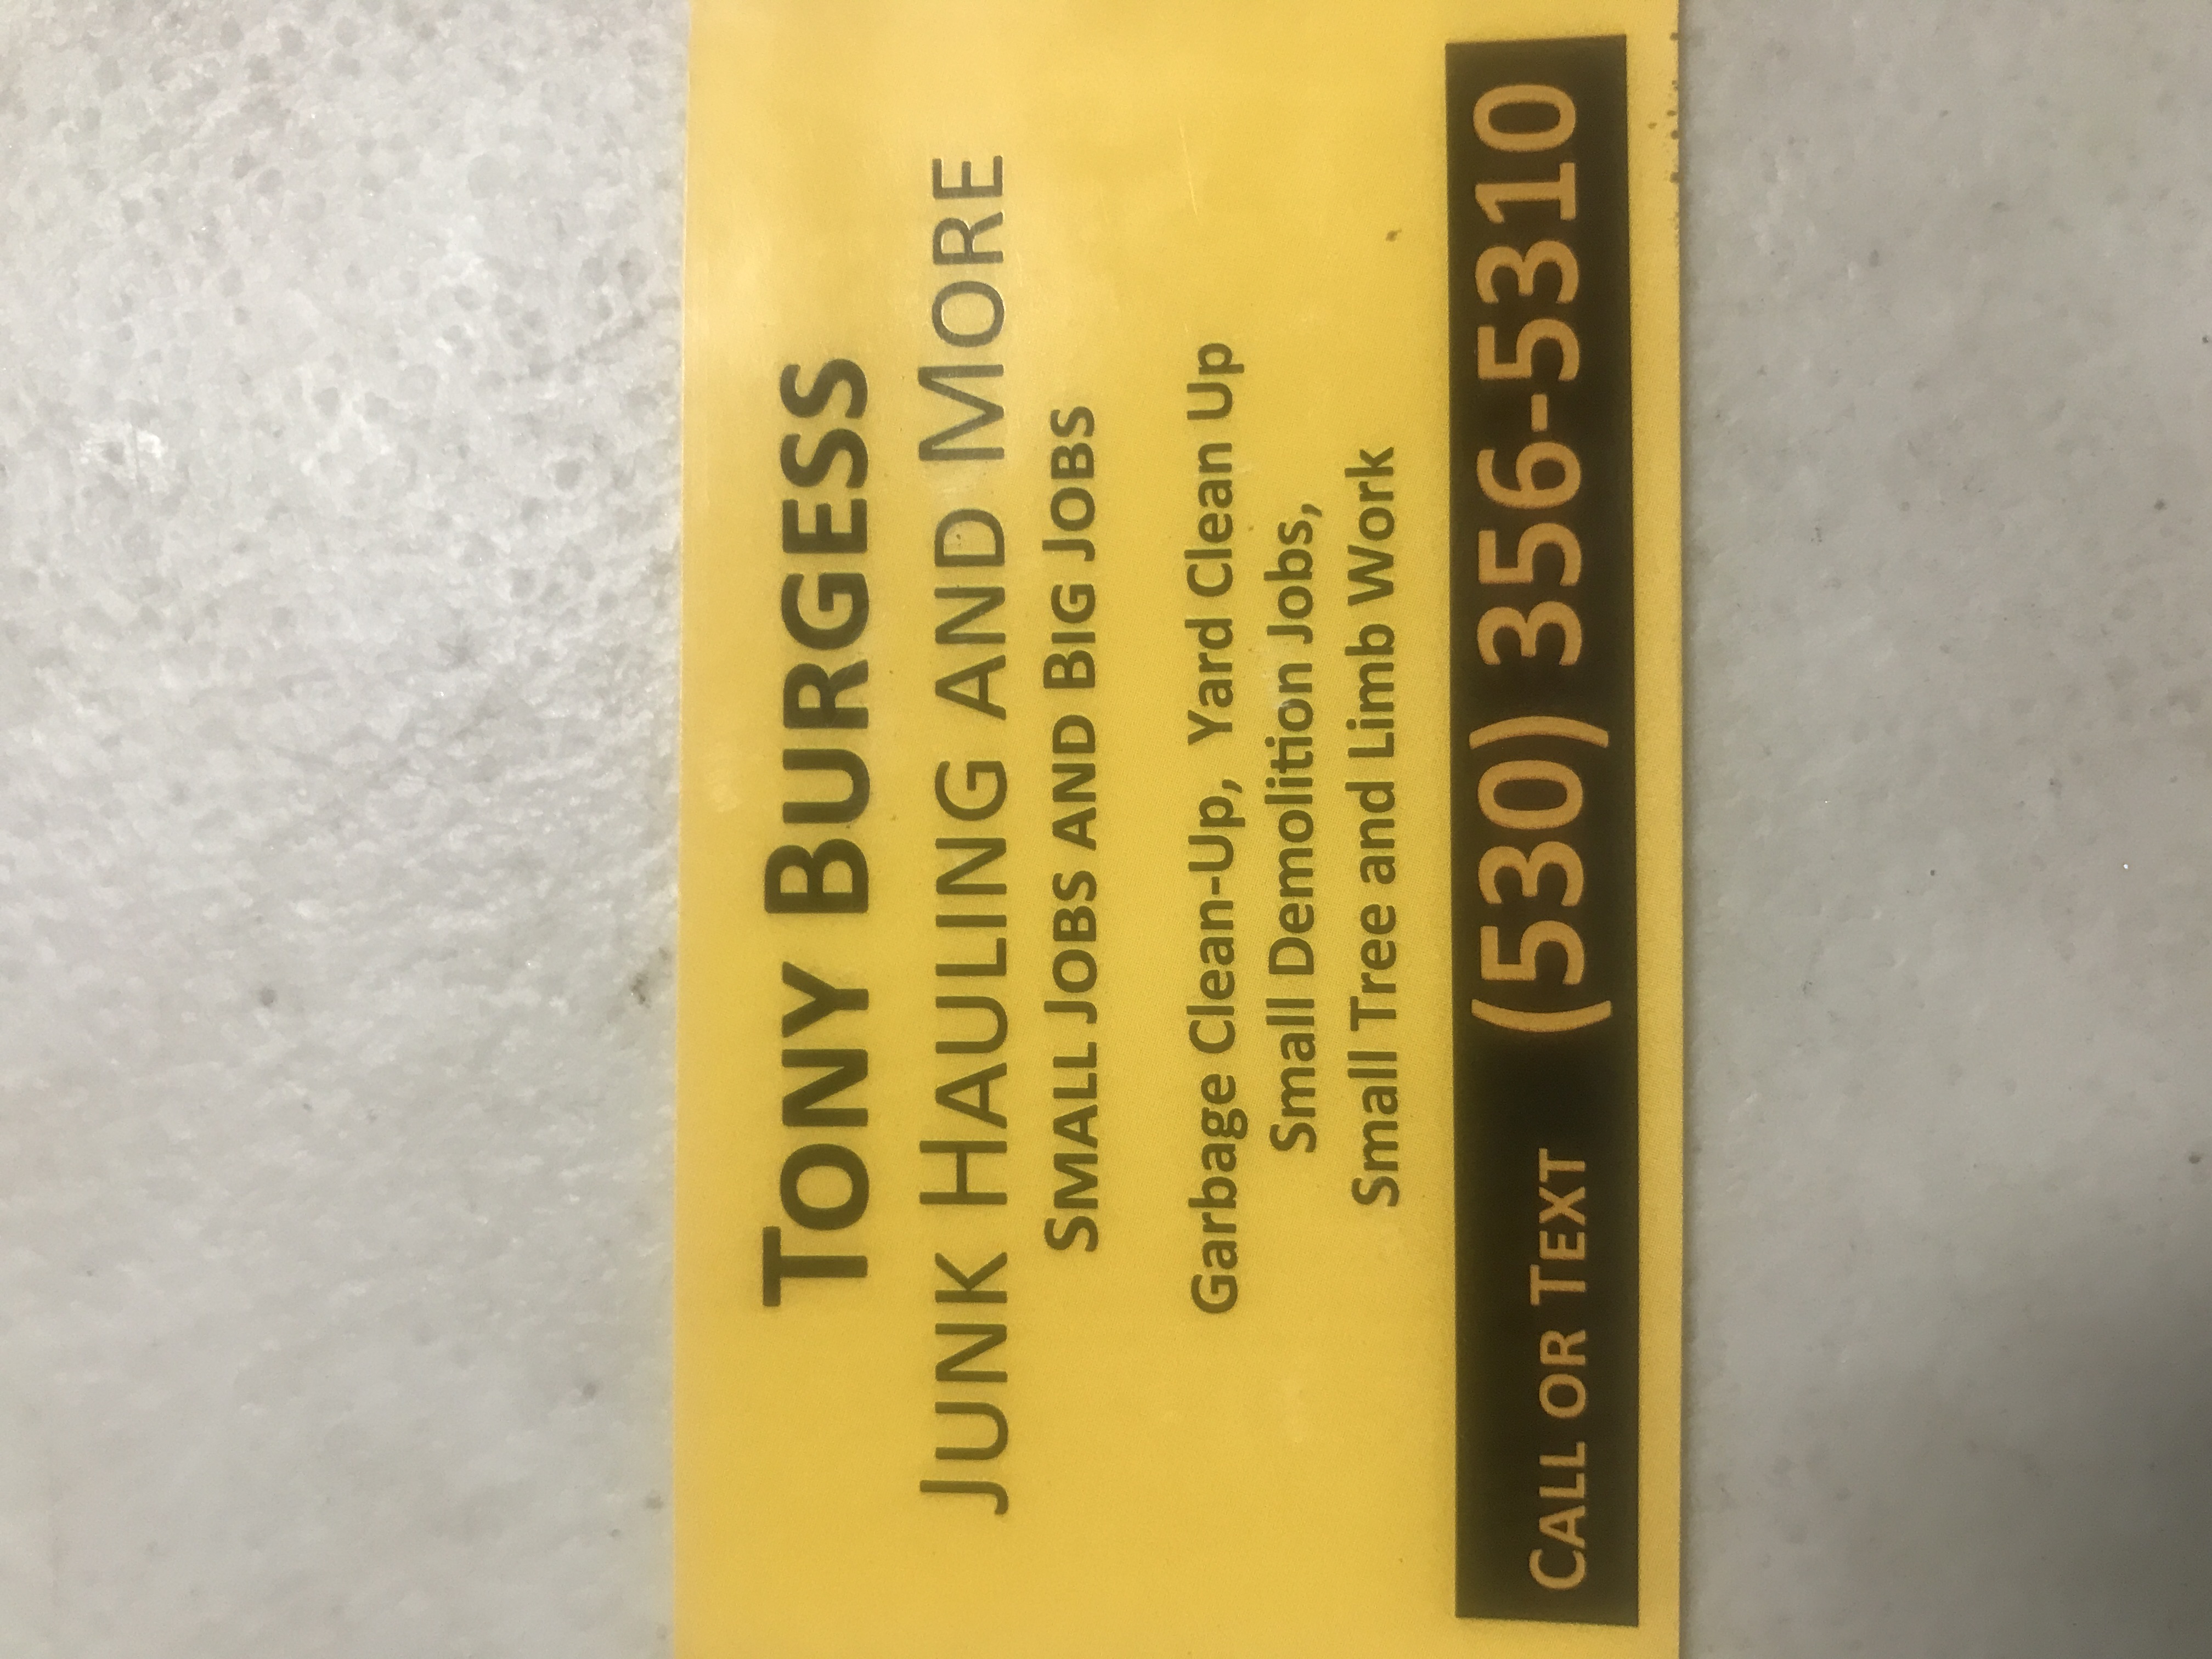 Tony Burgess
Junk Hauling and More
Small Jobs and Big Jobs
Garbage Clean-Up, Yard Clean Up
Small Demolition Jobs,
Small Tree and Limb Work
Call or Text (530) 356-5310